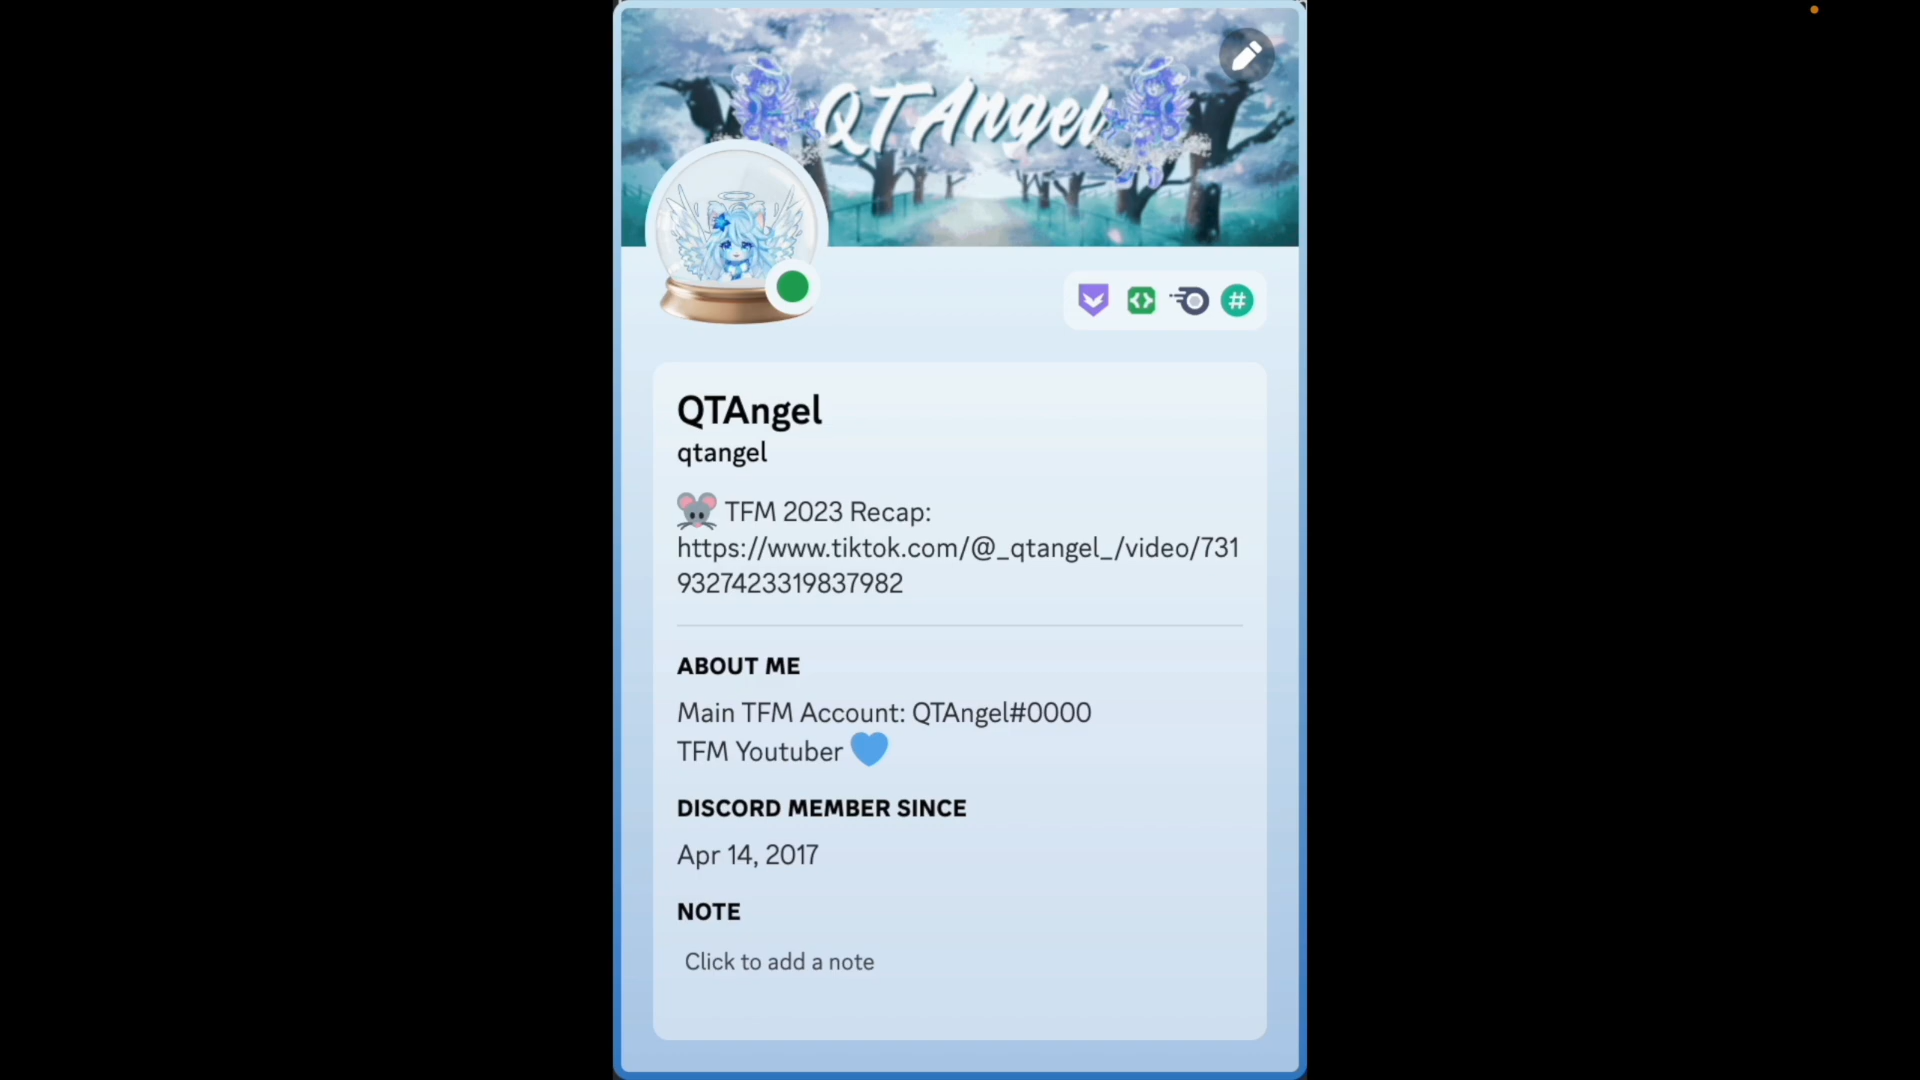 QTAngel
QTAngel
qtangel
TFM 2023 Recap:
https://www.tiktok.com/@_qtangel_/video/731
9327423319837982
ABOUT ME
Main TFM Account: QTAngel#0000
TFM Youtuber
DISCORD MEMBER SINCE
Apr 14, 2017
NOTE
Click to add a note